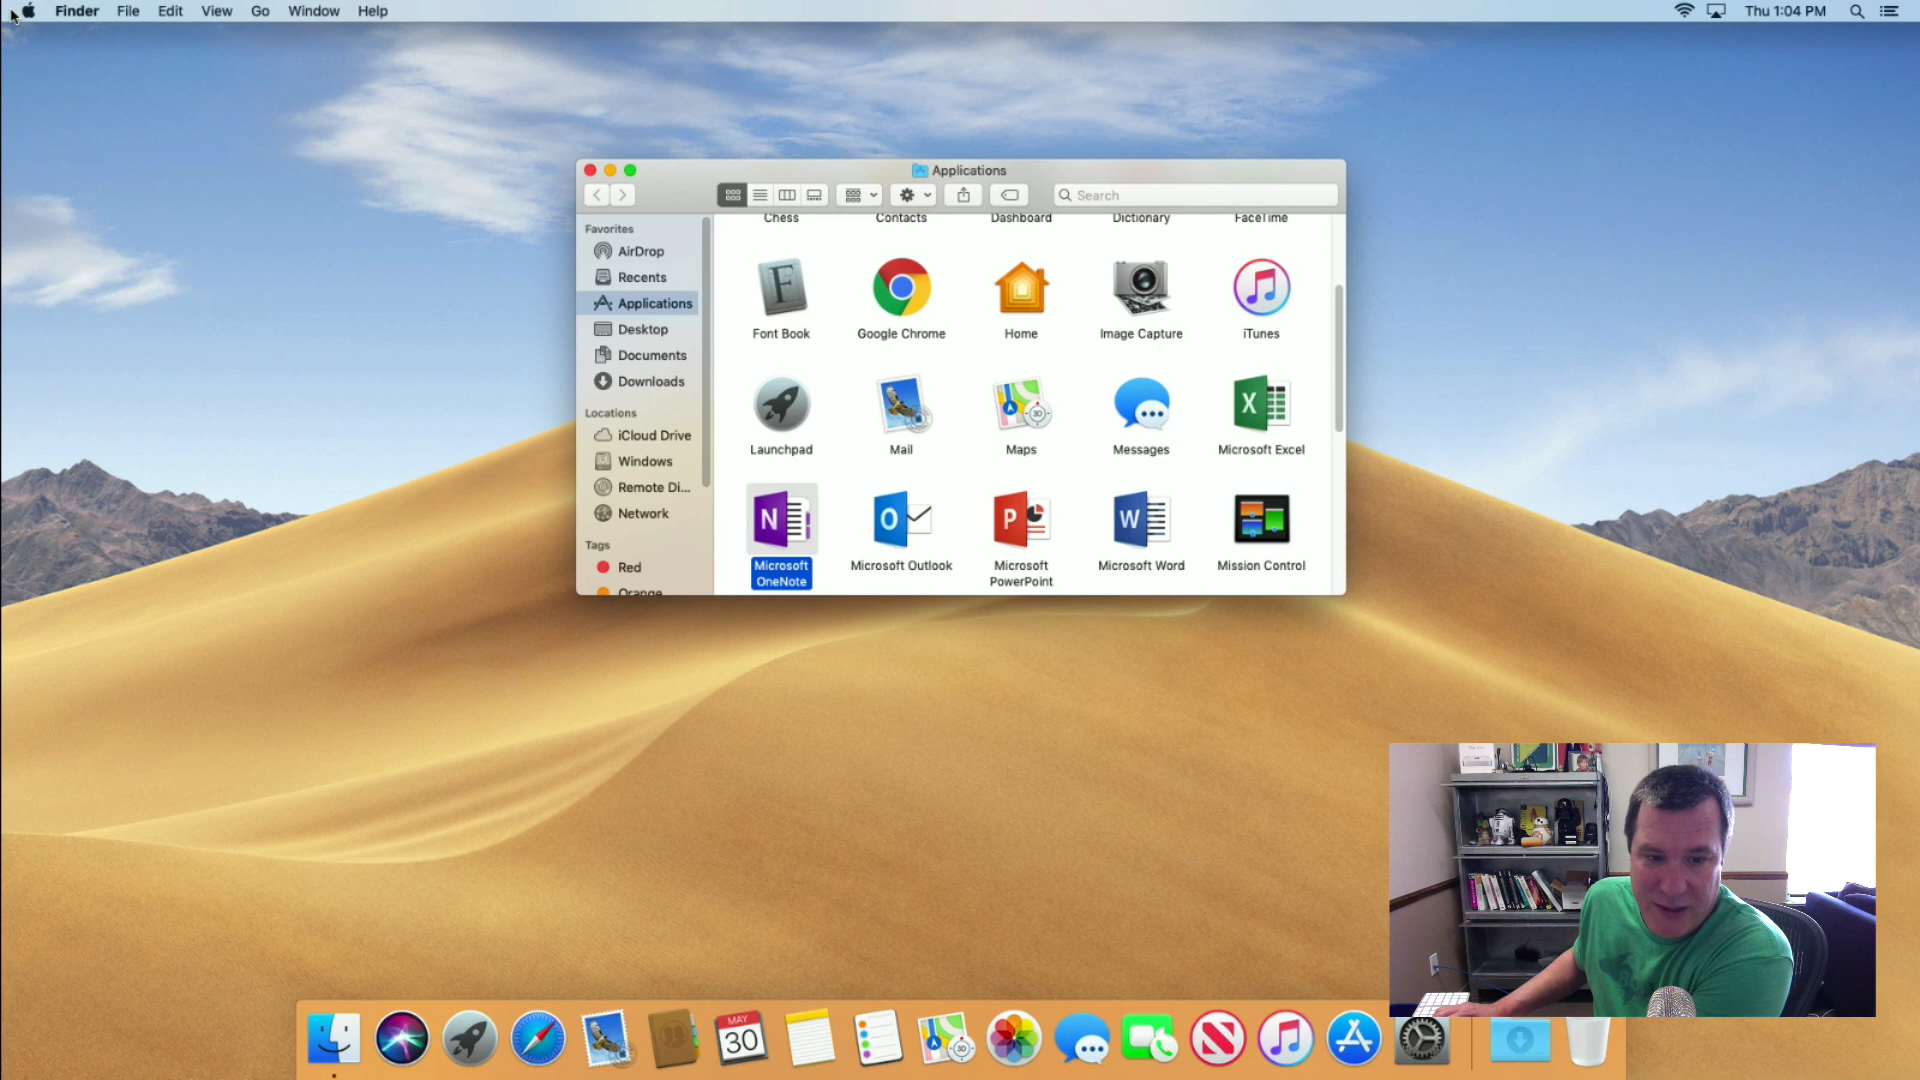 Finder File Edit View Go Window Help
Thu 1:04 PM
Applications
Search
Favorites
AirDrop
Recents
Applications
Desktop
Documents
Downloads
Locations
iCloud Drive
Windows
Remote Di...
Network
Tags
Red
Orange
Chess Contacts Dashboard Dictionary FaceTime
F
Font Book Google Chrome Home Image Capture iTunes
3D
X
Launchpad Mail Maps Messages Microsoft Excel
N O P W
Microsoft OneNote
Microsoft Outlook
Microsoft PowerPoint
Microsoft Word
Mission Control
MAY
30
3D